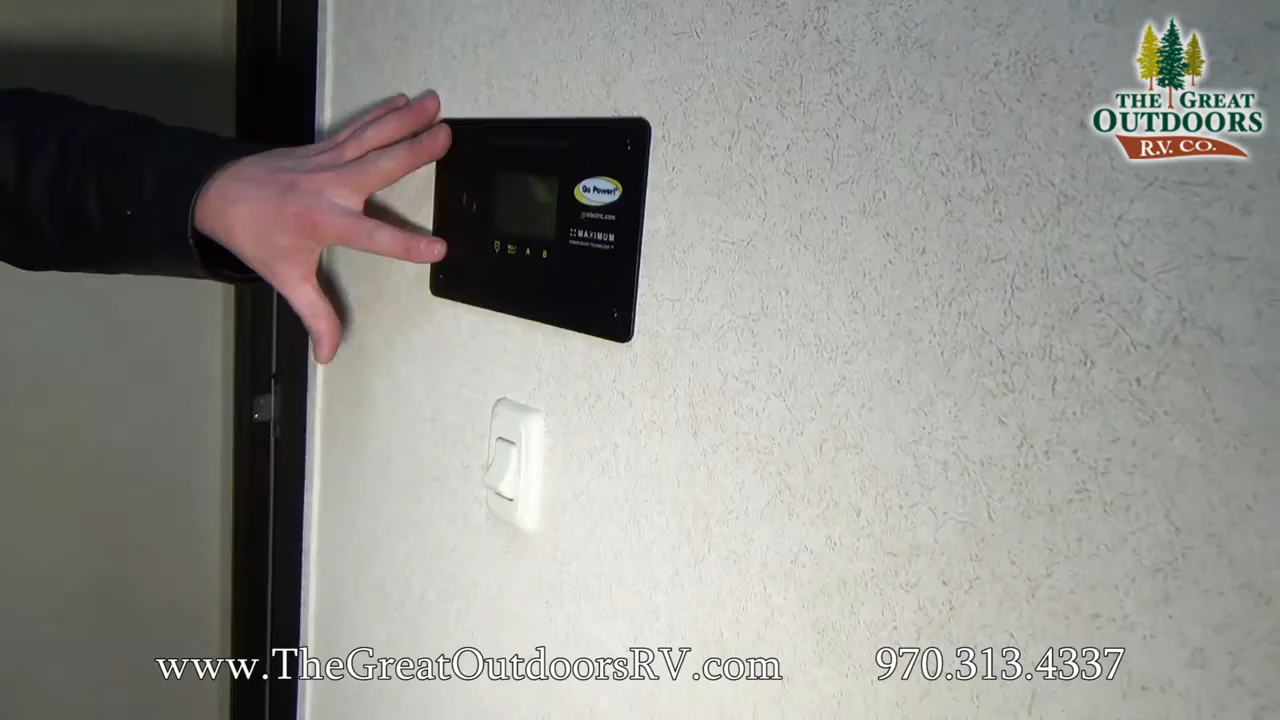 THE GREAT
OUTDOORS
R.V. CO.
Go Power!
MAXIMUM
A B
www.TheGreatOutdoorsRV.com 970.313.4337